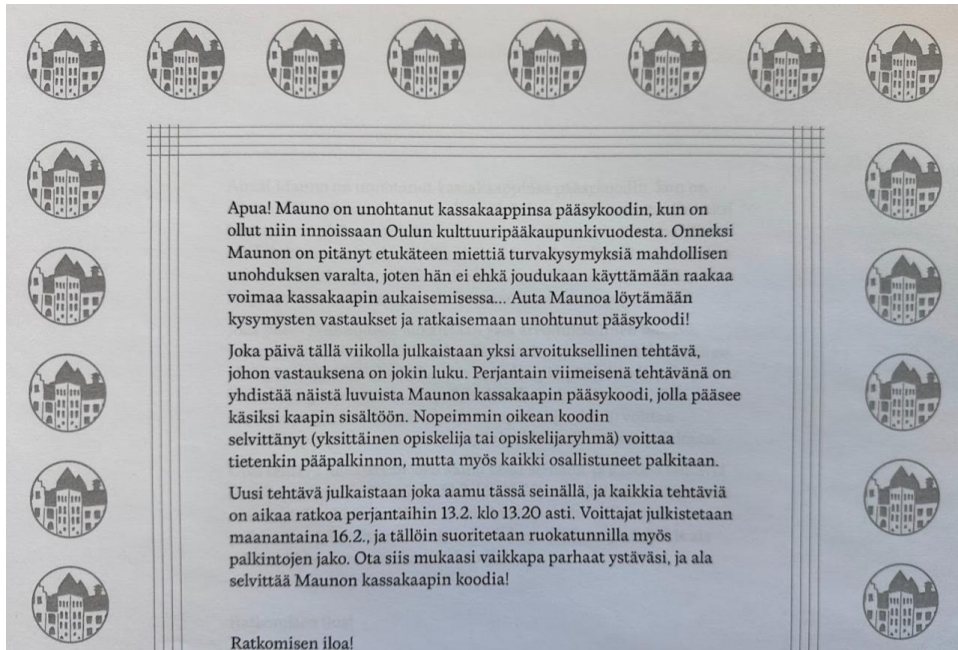 Apua! Mauno on unohtanut kassakaappinsa pääsykoodin, kun on
ollut niin innoissaan Oulun kulttuuripääkaupunkivuodesta. Onneksi
Maunon on pitänyt etukäteen miettiä turvakysymyksiä mahdollisen
unohduksen varalta, joten hän ei ehkä joudukaan käyttämään raakaa
voimaa kassakaapin aukaisemisessa... Auta Maunoa löytämään
kysymysten vastaukset ja ratkaisemaan unohtunut pääsykoodi!
Joka päivä tällä viikolla julkaistaan yksi arvoituksellinen tehtävä,
johon vastauksena on jokin luku. Perjantain viimeisenä tehtävänä on
yhdistää näistä luvuista Maunon kassakaapin pääsykoodi, jolla pääsee
käsiksi kaapin sisältöön. Nopeimmin oikean koodin
selvittänyt (yksittäinen opiskelija tai opiskelijaryhmä) voittaa
tietenkin pääpalkinnon, mutta myös kaikki osallistuneet palkitaan.
Uusi tehtävä julkaistaan joka aamu tässä seinällä, ja kaikkia tehtäviä
on aikaa ratkoa perjantaihin 13.2. klo 13.20 asti. Voittajat julkistetaan
maanantaina 16.2., ja tällöin suoritetaan ruokatunnilla myös
palkintojen jako. Ota siis mukaasi vaikkapa parhaat ystäväsi, ja ala
selvittää Maunon kassakaapin koodia!
Ratkomisen iloa!